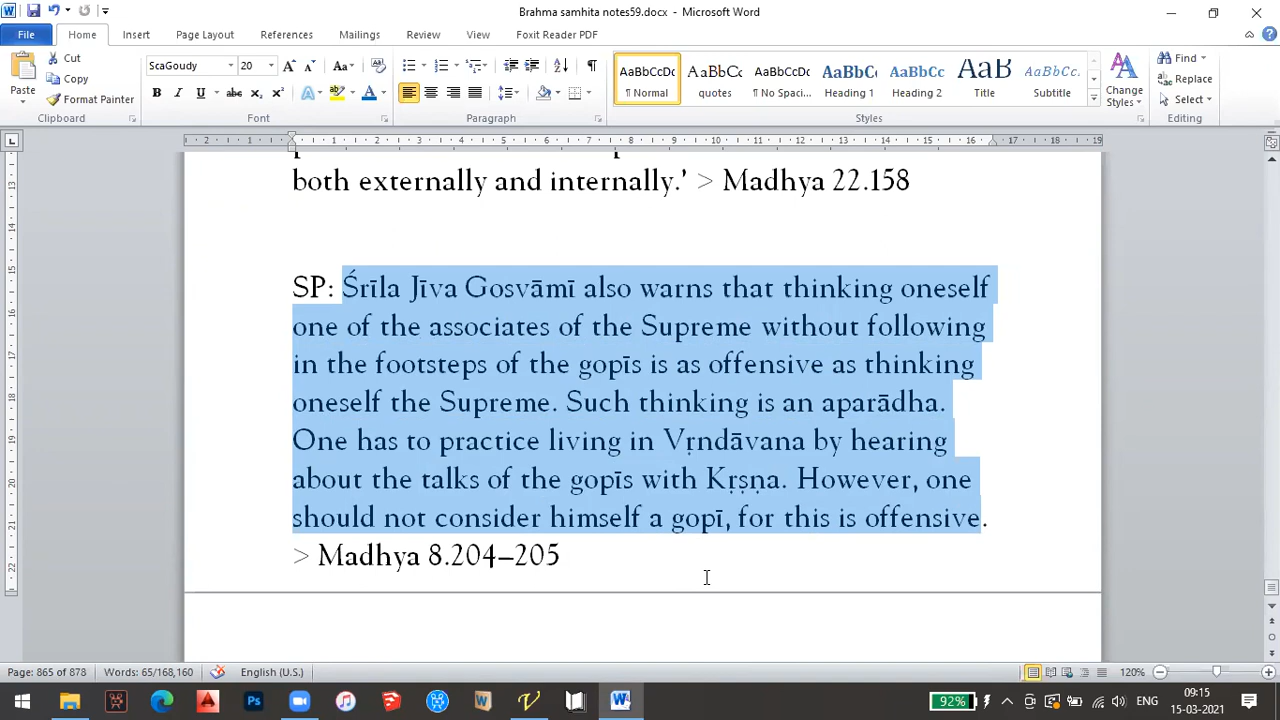 Brahma samhita notes59.docx - Microsoft Word
File Home Insert Page Layout References Mailings Review View Foxit Reader PDF
Paste Cut Copy Format Painter
ScaGoudy 20
AaBbCcDc AaBbCc AaBbCcDc AaBbCc AaBbCc AaB AaBbCcDc
¶ Normal quotes ¶ No Spaci... Heading 1 Heading 2 Title Subtitle
Change Styles
Find Replace Select
Clipboard Font Paragraph Styles Editing
both externally and internally.' > Madhya 22.158
SP: Śrīla Jīva Gosvāmī also warns that thinking oneself
one of the associates of the Supreme without following
in the footsteps of the gopīs is as offensive as thinking
oneself the Supreme. Such thinking is an aparādha.
One has to practice living in Vṛndāvana by hearing
about the talks of the gopīs with Kṛṣṇa. However, one
should not consider himself a gopī, for this is offensive.
> Madhya 8.204–205
Page: 865 of 878 Words: 65/168,160 English (U.S.) 120%
92% ENG 09:15
15-03-2021